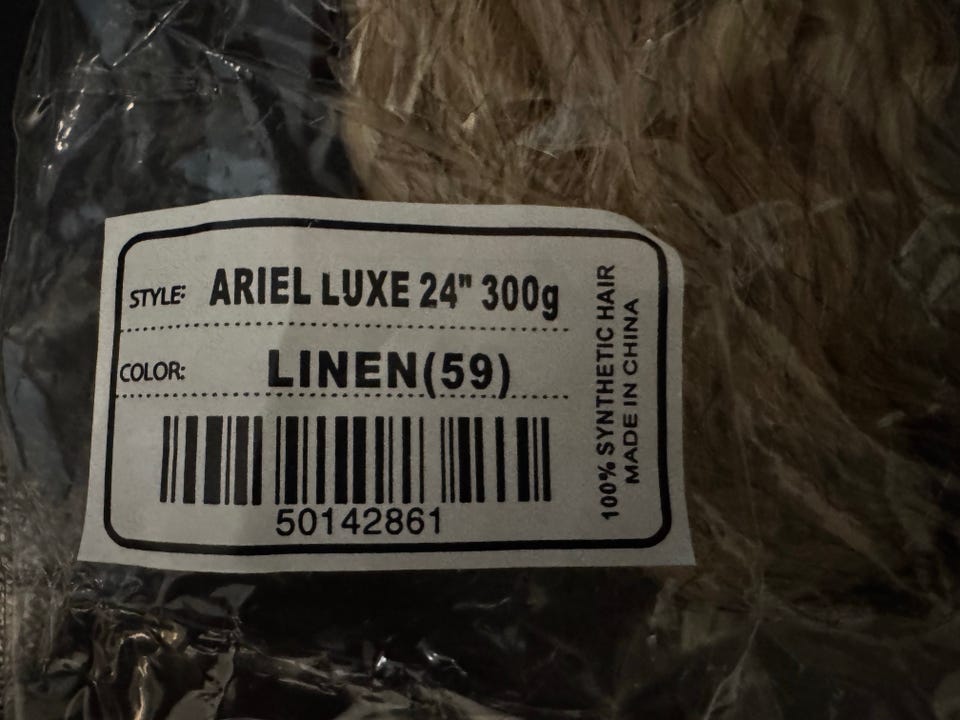 STYLE: ARIEL LUXE 24" 300g
COLOR: LINEN(59)
50142861
100% SYNTHETIC HAIR
MADE IN CHINA